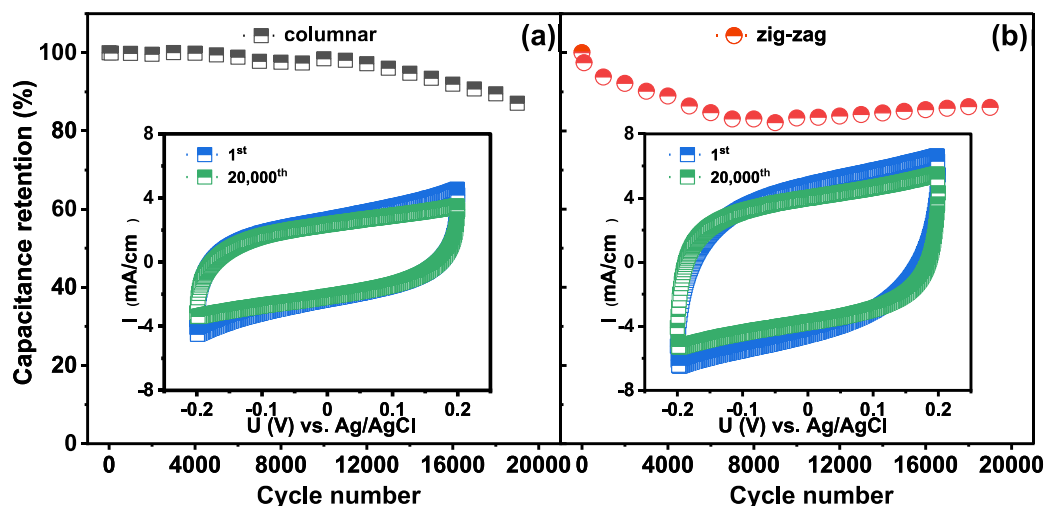 columnar
(a)
zig-zag
(b)
Capacitance retention (%)
100
80
60
40
20
0
1st
20,000th
8
4
0
-4
-8
I (mA/cm )
-0.2 -0.1 0 0.1 0.2
U (V) vs. Ag/AgCl
1st
20,000th
8
4
0
-4
-8
I (mA/cm )
-0.2 -0.1 0 0.1 0.2
U (V) vs. Ag/AgCl
0 4000 8000 12000 16000 20000
Cycle number
0 4000 8000 12000 16000 20000
Cycle number